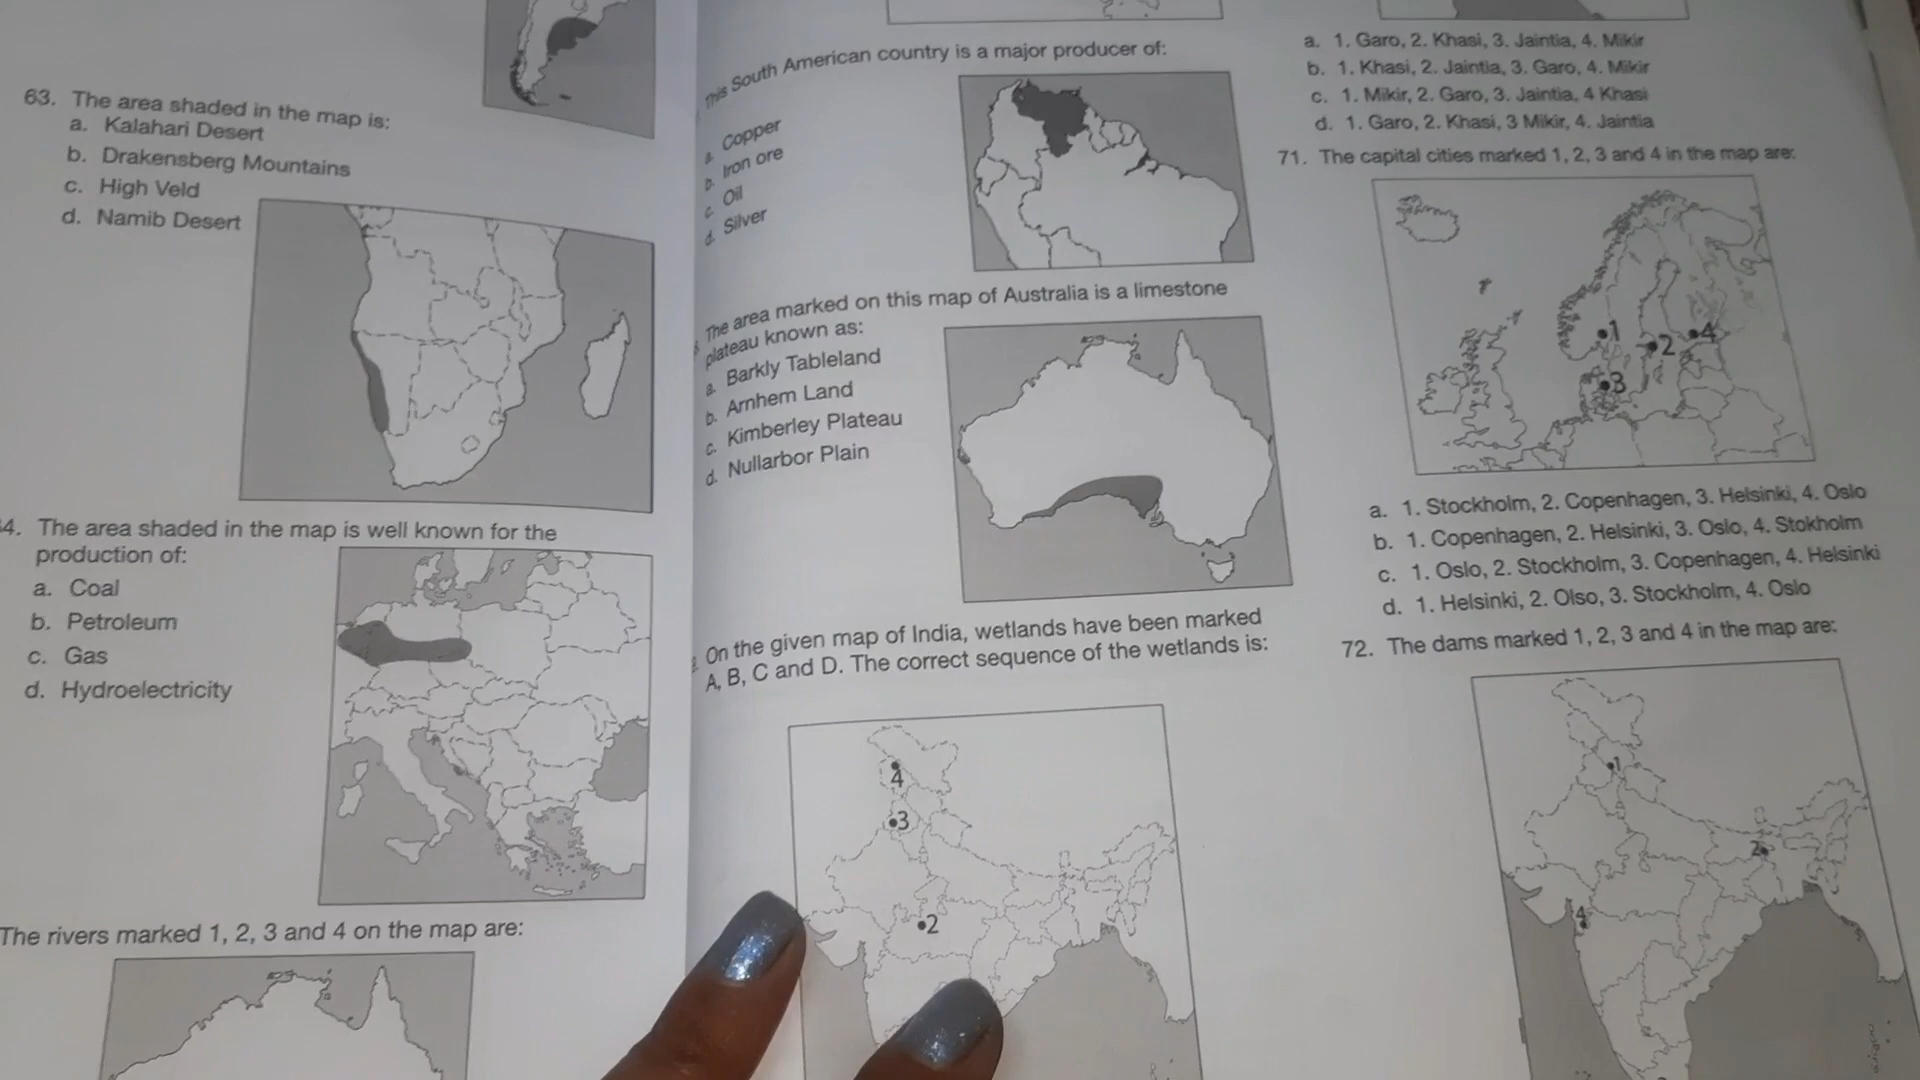 63. The area shaded in the map is:
a. Kalahari Desert
b. Drakensberg Mountains
c. High Veld
d. Namib Desert
4. The area shaded in the map is well known for the
production of:
a. Coal
b. Petroleum
c. Gas
d. Hydroelectricity
The rivers marked 1, 2, 3 and 4 on the map are:
This South American country is a major producer of:
a. Copper
b. Iron ore
c. Oil
d. Silver
The area marked on this map of Australia is a limestone
plateau known as:
a. Barkly Tableland
b. Arnhem Land
c. Kimberley Plateau
d. Nullarbor Plain
On the given map of India, wetlands have been marked
A, B, C and D. The correct sequence of the wetlands is:
4
3
2
a. 1. Garo, 2. Khasi, 3. Jaintia, 4. Mikir
b. 1. Khasi, 2. Jaintia, 3. Garo, 4. Mikir
c. 1. Mikir, 2. Garo, 3. Jaintia, 4 Khasi
d. 1. Garo, 2. Khasi, 3 Mikir, 4. Jaintia
71. The capital cities marked 1, 2, 3 and 4 in the map are:
1
2
4
3
a. 1. Stockholm, 2. Copenhagen, 3. Helsinki, 4. Oslo
b. 1. Copenhagen, 2. Helsinki, 3. Oslo, 4. Stokholm
c. 1. Oslo, 2. Stockholm, 3. Copenhagen, 4. Helsinki
d. 1. Helsinki, 2. Olso, 3. Stockholm, 4. Oslo
72. The dams marked 1, 2, 3 and 4 in the map are:
1
2
4